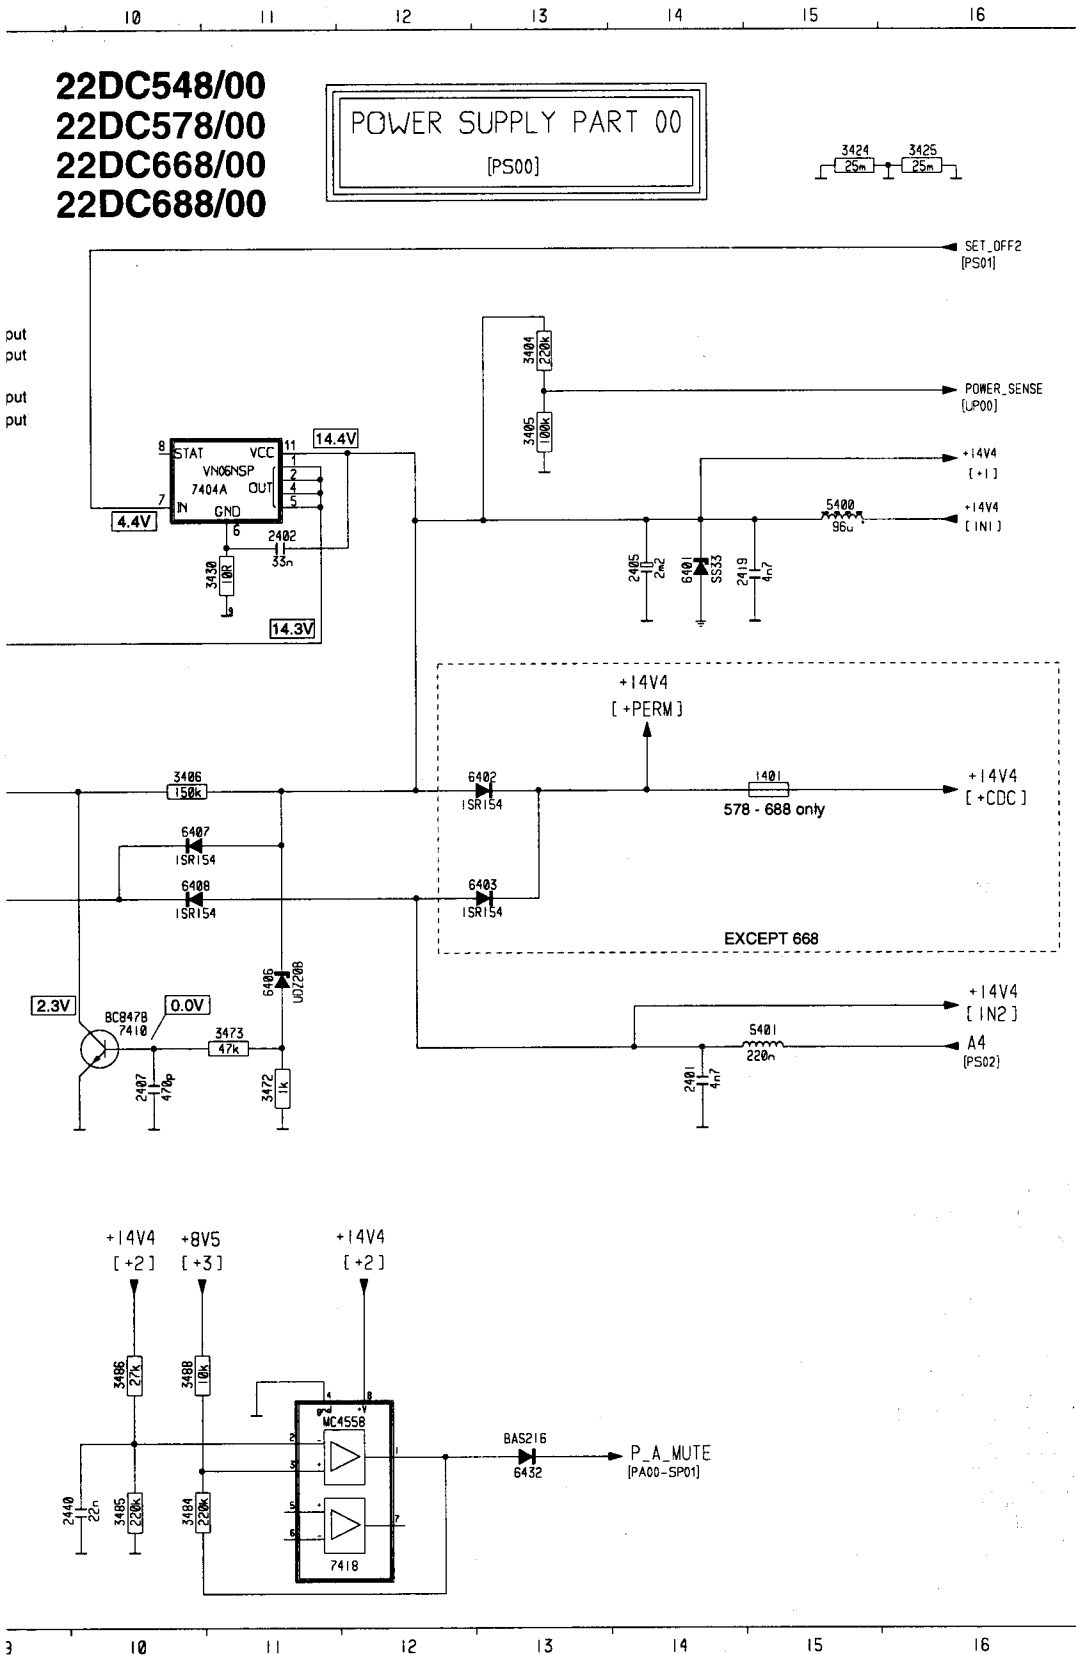 10 11 12 13 14 15 16
22DC548/00
22DC578/00
22DC668/00
22DC688/00
POWER SUPPLY PART 00
[PS00]
3424 3425
25m 25m
SET_OFF2
[PS01]
put
put
put
put
3404
220k
POWER_SENSE
[UP00]
3405
100k
14.4V
8 STAT VCC 11
VN06NSP
7404A OUT
1
2
4
5
7 IN GND
6
4.4V
+14V4
[+1]
5400
96u
+14V4
[IN1]
2402
33n
3430
10R
9
14.3V
2405
2m2
6401
SS33
2419
4n7
+14V4
[+PERM]
3406
150k
6402
1SR154
1401
578 - 688 only
+14V4
[+CDC]
6407
1SR154
6408
1SR154
6403
1SR154
EXCEPT 668
6406
UDZ20B
2.3V
0.0V
BC847B
7410
3473
47k
2407
470p
3472
1k
+14V4
[IN2]
5401
220n
A4
[PS02]
2401
4n7
+14V4 +8V5 +14V4
[+2] [+3] [+2]
3486
27k
3488
10k
4 8
gnd +V
MC4558
2 - 1
3 +
5 + 7
6 -
7418
BAS216
6432
P_A_MUTE
[PA00-SP01]
2440
22n
3485
220k
3484
220k
9 10 11 12 13 14 15 16